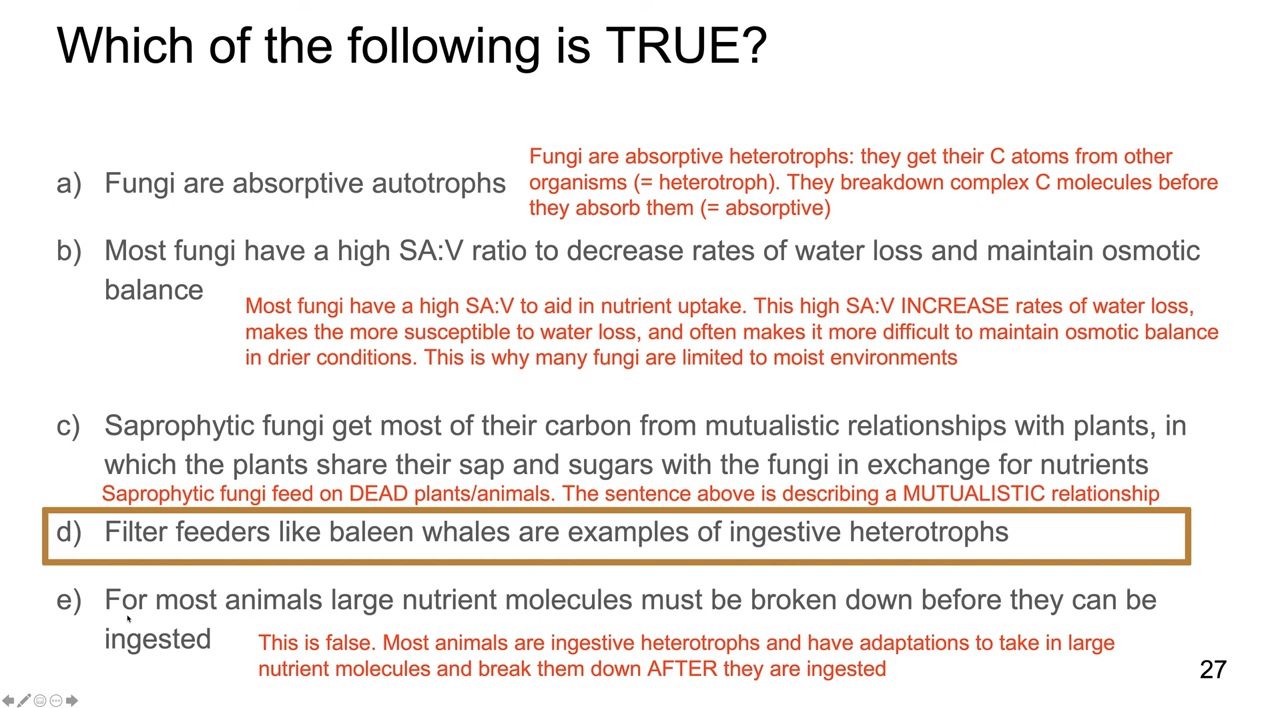 Which of the following is TRUE?
Fungi are absorptive heterotrophs: they get their C atoms from other
a) Fungi are absorptive autotrophs
organisms (= heterotroph). They breakdown complex C molecules before
they absorb them (= absorptive)
b) Most fungi have a high SA:V ratio to decrease rates of water loss and maintain osmotic
balance
Most fungi have a high SA:V to aid in nutrient uptake. This high SA:V INCREASE rates of water loss,
makes the more susceptible to water loss, and often makes it more difficult to maintain osmotic balance
in drier conditions. This is why many fungi are limited to moist environments
c) Saprophytic fungi get most of their carbon from mutualistic relationships with plants, in
which the plants share their sap and sugars with the fungi in exchange for nutrients
Saprophytic fungi feed on DEAD plants/animals. The sentence above is describing a MUTUALISTIC relationship
d) Filter feeders like baleen whales are examples of ingestive heterotrophs
e) For most animals large nutrient molecules must be broken down before they can be
ingested
This is false. Most animals are ingestive heterotrophs and have adaptations to take in large
nutrient molecules and break them down AFTER they are ingested
27